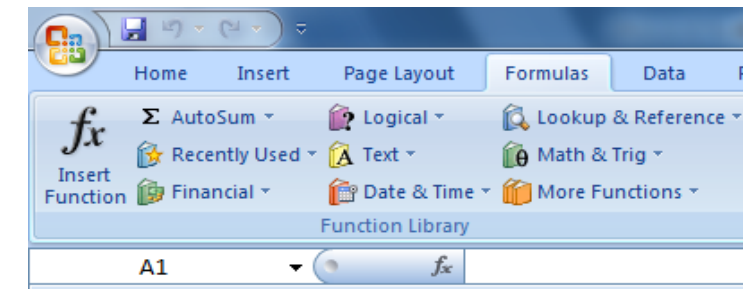 Home Insert Page Layout Formulas Data
fx Σ AutoSum Logical Lookup & Reference
Insert Recently Used A Text θ Math & Trig
Function Financial Date & Time More Functions
Function Library
A1 fx